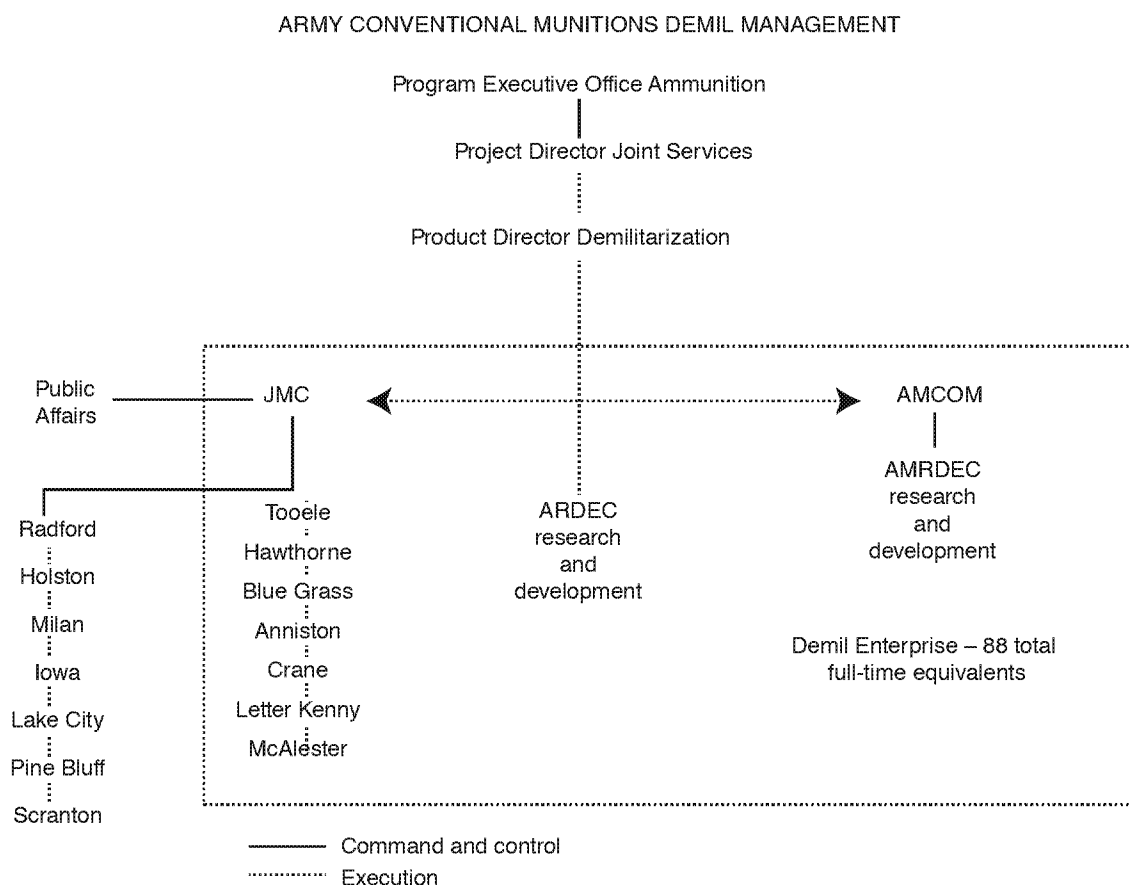 ARMY CONVENTIONAL MUNITIONS DEMIL MANAGEMENT
Program Executive Office Ammunition
Project Director Joint Services
Product Director Demilitarization
Public
Affairs
JMC
AMCOM
AMRDEC
research
and
development
ARDEC
research
and
development
Radford
Holston
Milan
Iowa
Lake City
Pine Bluff
Scranton
Tooele
Hawthorne
Blue Grass
Anniston
Crane
Letter Kenny
McAlester
Demil Enterprise – 88 total
full-time equivalents
Command and control
Execution